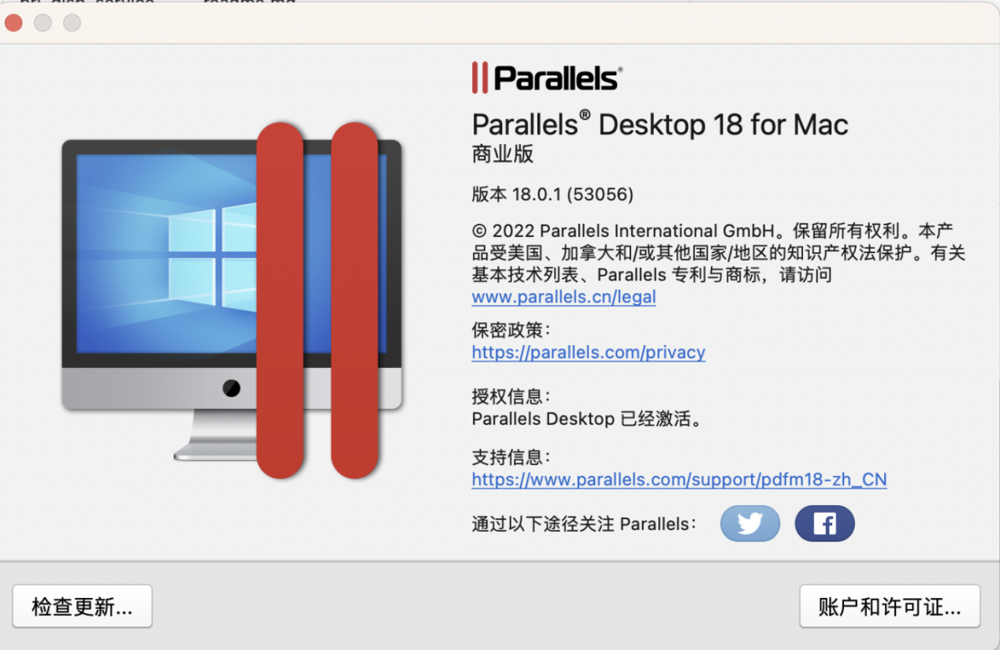 Parallels®
Parallels® Desktop 18 for Mac
商业版
版本 18.0.1 (53056)
© 2022 Parallels International GmbH。保留所有权利。本产
品受美国、加拿大和/或其他国家/地区的知识产权法保护。有关
基本技术列表、Parallels 专利与商标，请访问
www.parallels.cn/legal
保密政策：
https://parallels.com/privacy
授权信息：
Parallels Desktop 已经激活。
支持信息：
https://www.parallels.com/support/pdfm18-zh_CN
通过以下途径关注 Parallels：
检查更新...
账户和许可证...